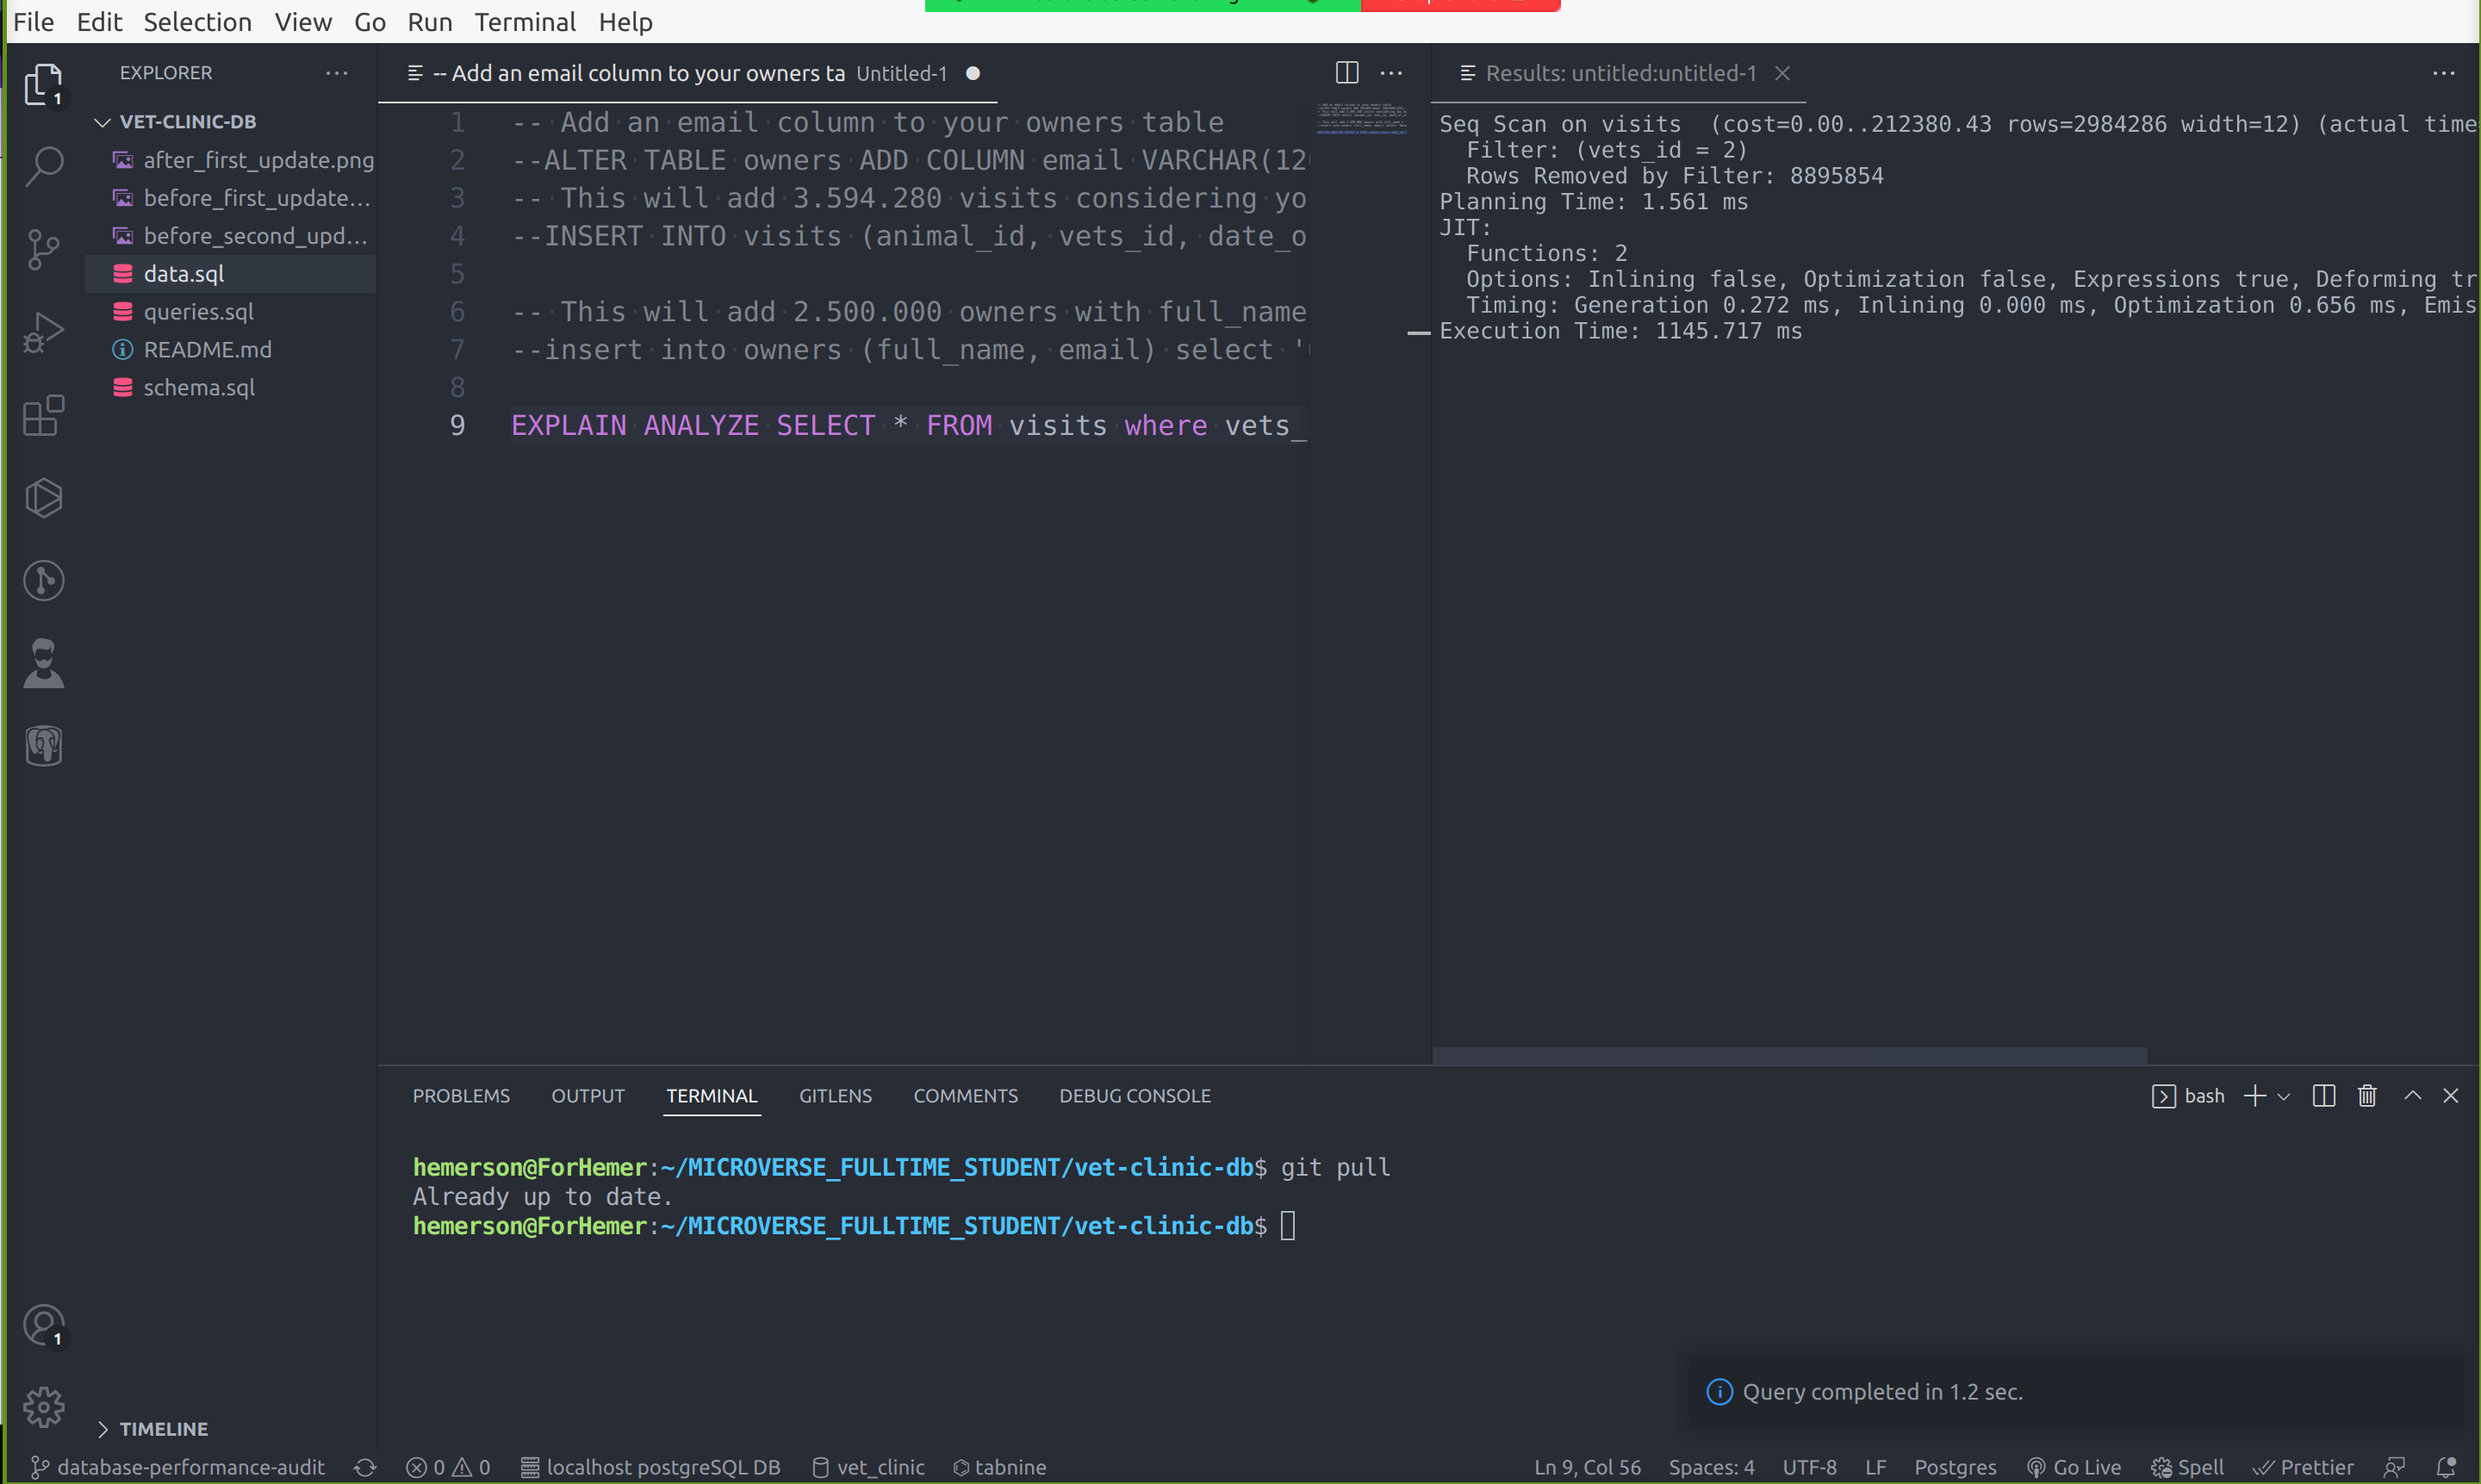 File Edit Selection View Go Run Terminal Help
EXPLORER
VET-CLINIC-DB
after_first_update.png
before_first_update...
before_second_upd...
data.sql
queries.sql
README.md
schema.sql
TIMELINE
1
1
-- Add an email column to your owners ta Untitled-1
1 -- Add an email column to your owners table
2 --ALTER TABLE owners ADD COLUMN email VARCHAR(12
3 -- This will add 3.594.280 visits considering yo
4 --INSERT INTO visits (animal_id, vets_id, date_o
5
6 -- This will add 2.500.000 owners with full_name
7 --insert into owners (full_name, email) select '
8
9 EXPLAIN ANALYZE SELECT * FROM visits where vets_
Results: untitled:untitled-1
Seq Scan on visits (cost=0.00..212380.43 rows=2984286 width=12) (actual time
Filter: (vets_id = 2)
Rows Removed by Filter: 8895854
Planning Time: 1.561 ms
JIT:
Functions: 2
Options: Inlining false, Optimization false, Expressions true, Deforming tr
Timing: Generation 0.272 ms, Inlining 0.000 ms, Optimization 0.656 ms, Emis
Execution Time: 1145.717 ms
PROBLEMS OUTPUT TERMINAL GITLENS COMMENTS DEBUG CONSOLE
bash
hemerson@ForHemer:~/MICROVERSE_FULLTIME_STUDENT/vet-clinic-db$ git pull
Already up to date.
hemerson@ForHemer:~/MICROVERSE_FULLTIME_STUDENT/vet-clinic-db$
Query completed in 1.2 sec.
database-performance-audit 0 0 localhost postgreSQL DB vet_clinic tabnine
Ln 9, Col 56 Spaces: 4 UTF-8 LF Postgres Go Live Spell Prettier